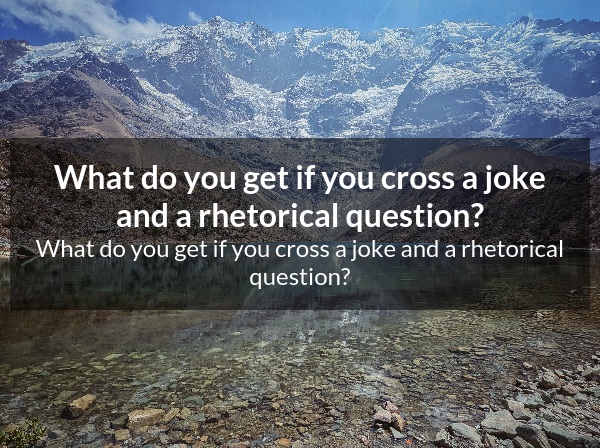 What do you get if you cross a joke
and a rhetorical question?
What do you get if you cross a joke and a rhetorical
question?